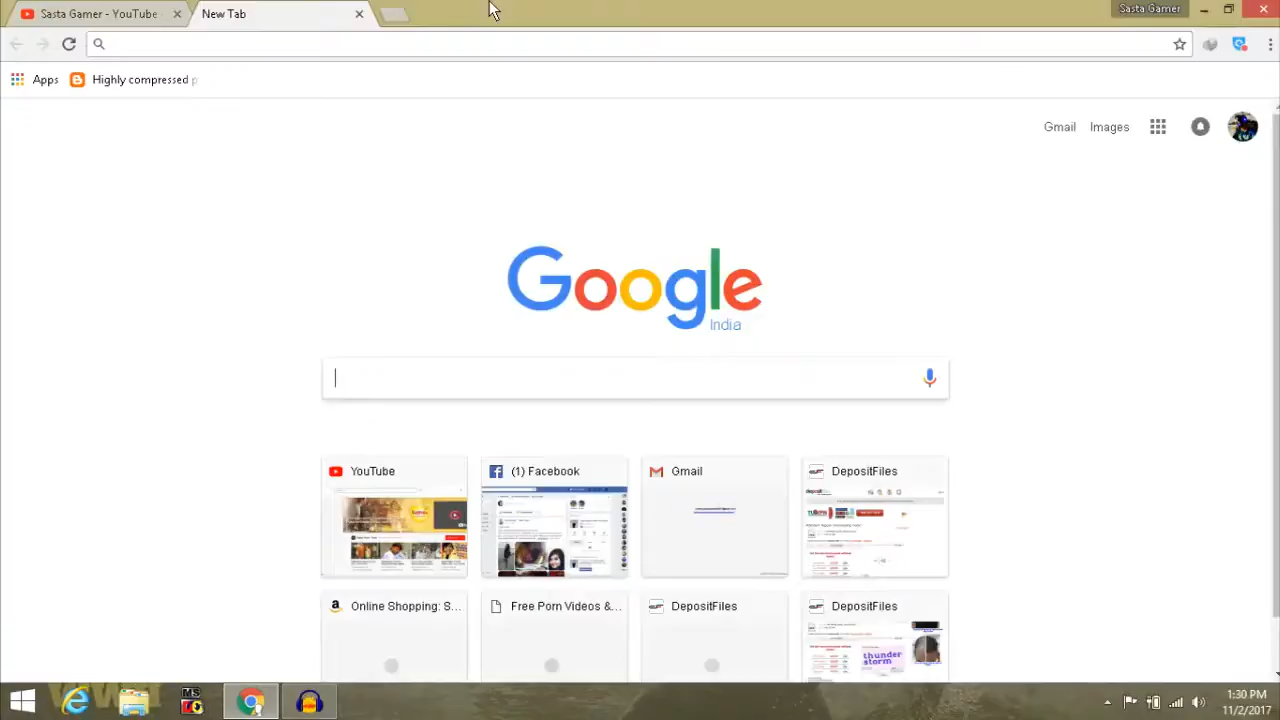 Sasta Gamer - YouTube
New Tab
Sasta Gamer
Apps
Highly compressed p
Gmail
Images
Google
India
YouTube
(1) Facebook
Gmail
DepositFiles
Online Shopping: S...
Free Porn Videos &...
DepositFiles
DepositFiles
thunder
storm
MS
1:30 PM
11/2/2017